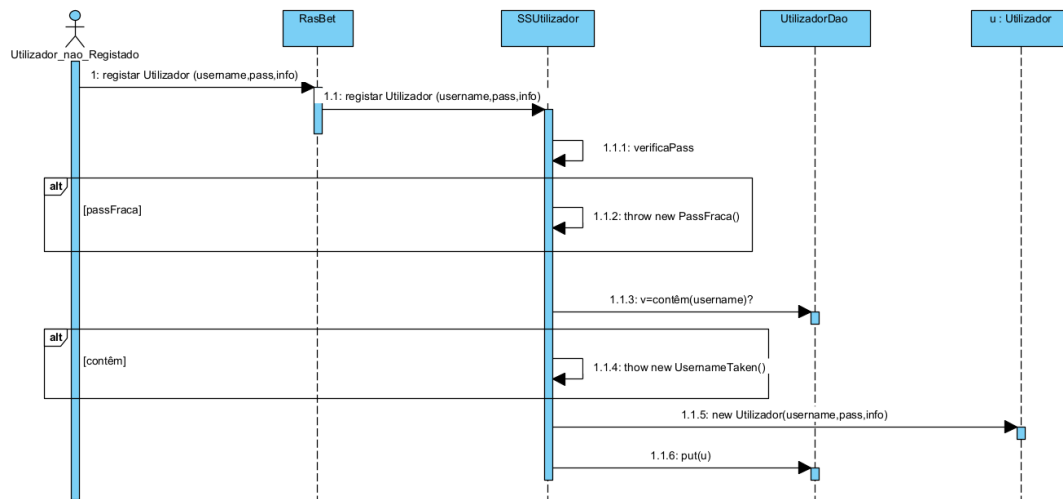 RasBet
SSUtilizador
UtilizadorDao
u : Utilizador
Utilizador_nao_Registado
1: registar Utilizador (username,pass,info)
1.1: registar Utilizador (username,pass,info)
1.1.1: verificaPass
alt
[passFraca]
1.1.2: throw new PassFraca()
1.1.3: v=contêm(username)?
alt
[contêm]
1.1.4: thow new UsernameTaken()
1.1.5: new Utilizador(username,pass,info)
1.1.6: put(u)